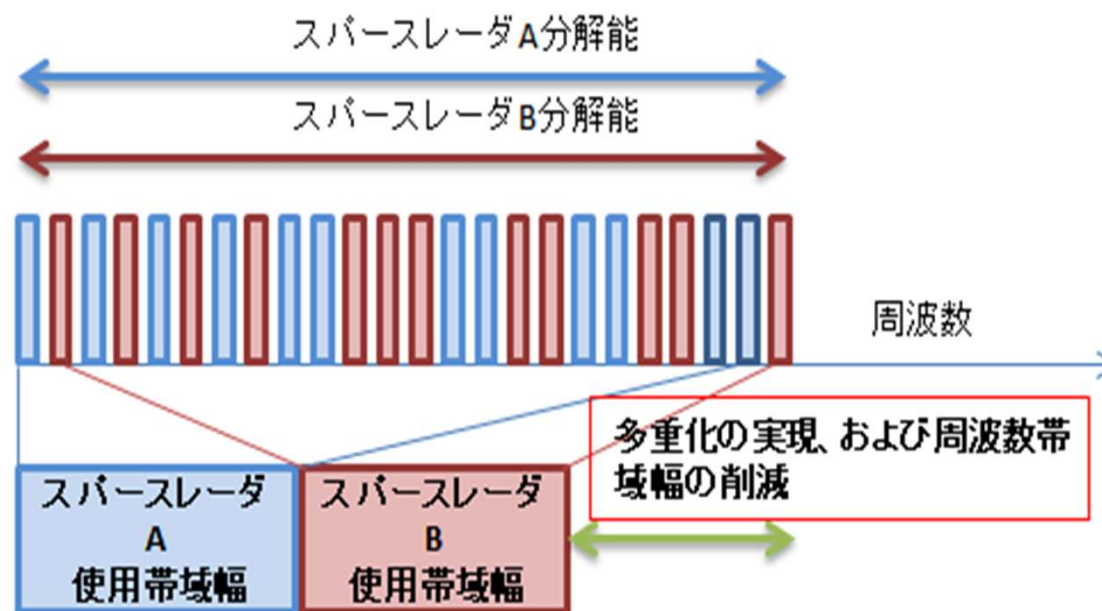 スパースレーダA分解能
スパースレーダB分解能
周波数
多重化の実現、および周波数帯
域幅の削減
スパースレーダ
A
使用帯域幅
スパースレーダ
B
使用帯域幅